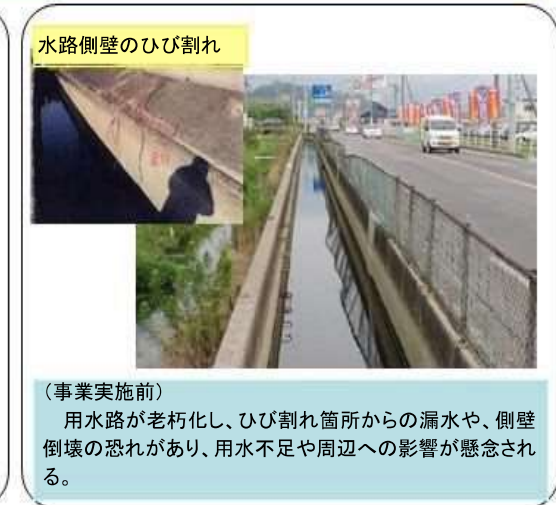 水路側壁のひび割れ
（事業実施前）
　用水路が老朽化し、ひび割れ箇所からの漏水や、側壁
倒壊の恐れがあり、用水不足や周辺への影響が懸念され
る。